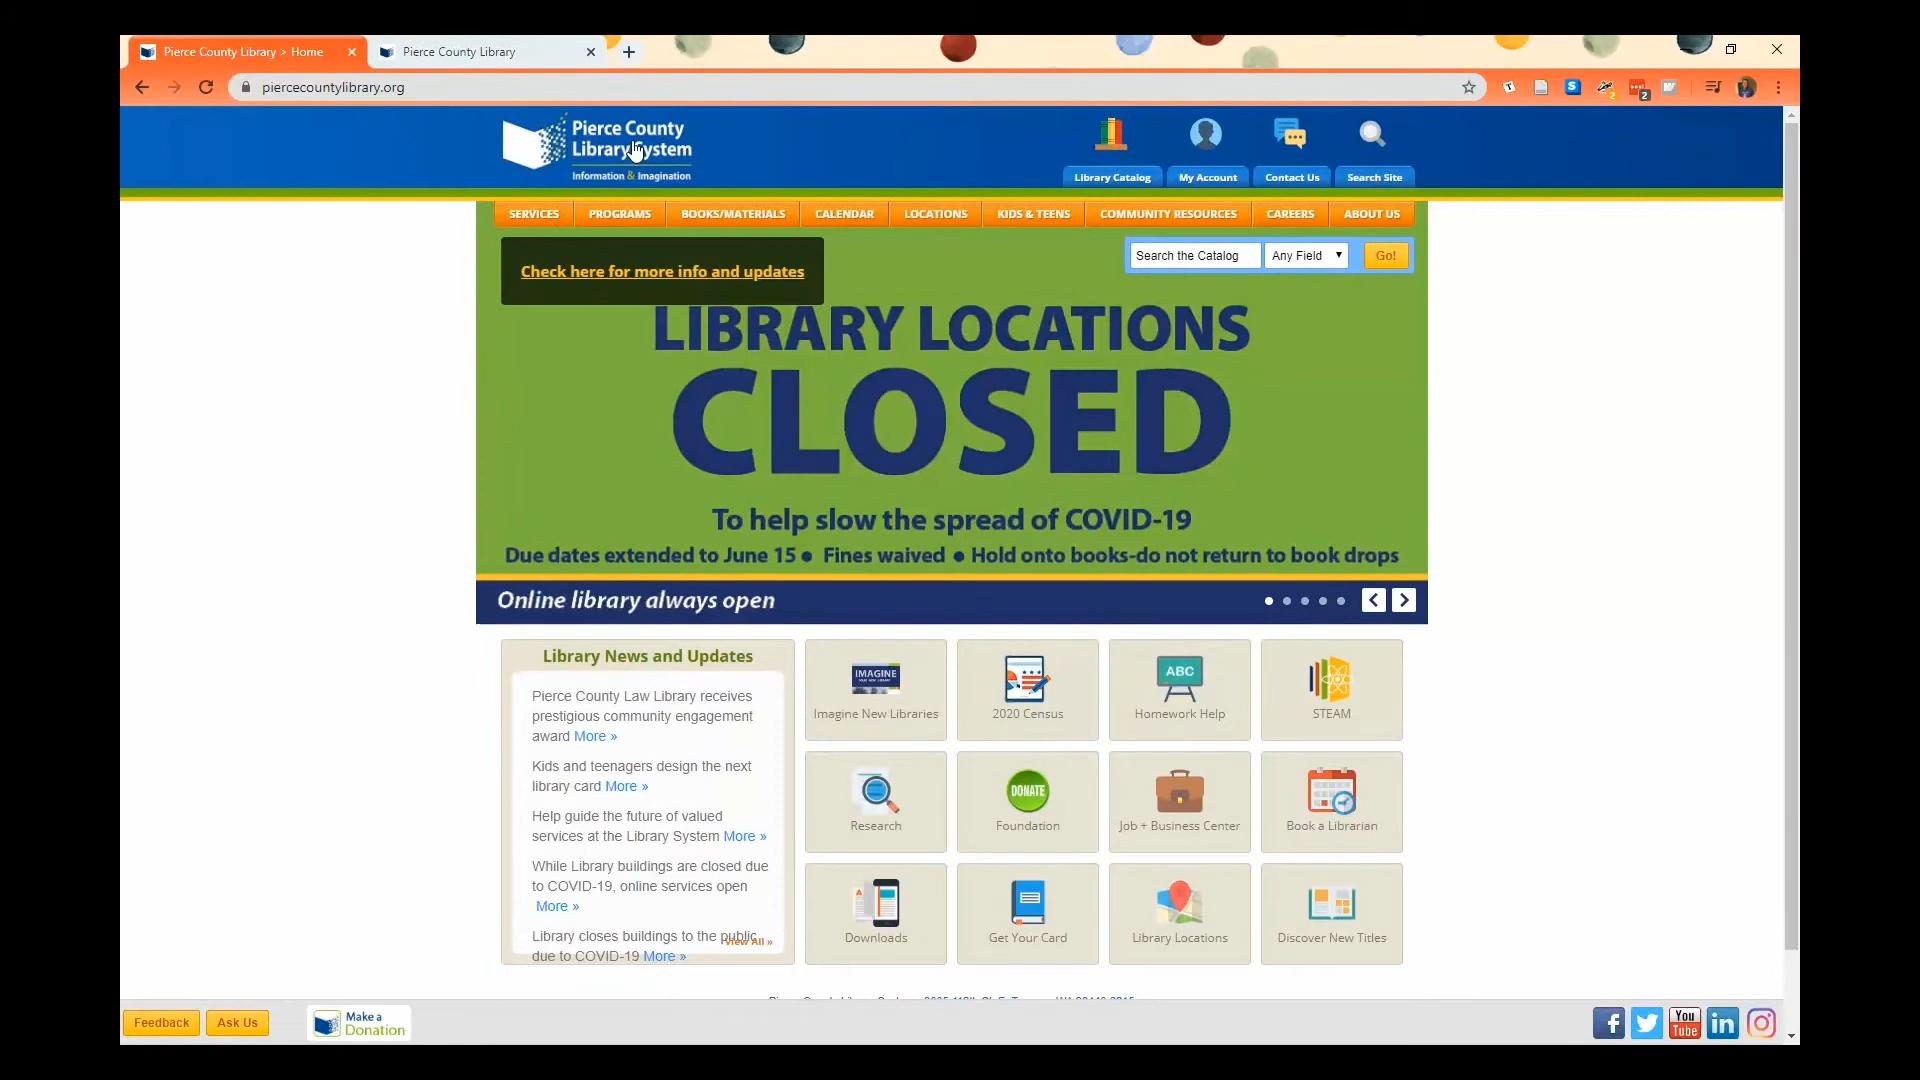 Pierce County Library > Home
Pierce County Library
piercecountylibrary.org
Pierce County
Library System
Information & Imagination
Library Catalog
My Account
Contact Us
Search Site
SERVICES
PROGRAMS
BOOKS/MATERIALS
CALENDAR
LOCATIONS
KIDS & TEENS
COMMUNITY RESOURCES
CAREERS
ABOUT US
Check here for more info and updates
Search the Catalog
Any Field
Go!
LIBRARY LOCATIONS
CLOSED
To help slow the spread of COVID-19
Due dates extended to June 15 ● Fines waived ● Hold onto books-do not return to book drops
Online library always open
Library News and Updates
Pierce County Law Library receives
prestigious community engagement
award More »
Kids and teenagers design the next
library card More »
Help guide the future of valued
services at the Library System More »
While Library buildings are closed due
to COVID-19, online services open
More »
Library closes buildings to the public
View All »
due to COVID-19 More »
IMAGINE
Imagine New Libraries
2020 Census
ABC
Homework Help
STEAM
Research
DONATE
Foundation
Job + Business Center
Book a Librarian
Downloads
Get Your Card
Library Locations
Discover New Titles
Feedback
Ask Us
Make a
Donation
You
Tube